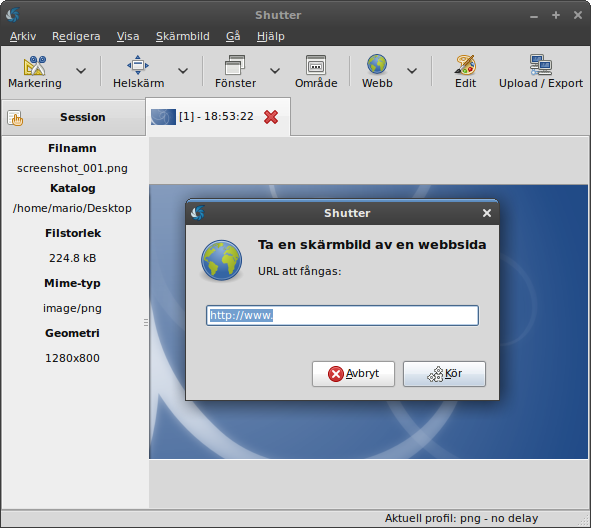 Shutter
Arkiv Redigera Visa Skärmbild Gå Hjälp
Markering Helskärm Fönster Område Webb Edit Upload / Export
Session [1] - 18:53:22
Filnamn
screenshot_001.png
Katalog
/home/mario/Desktop
Filstorlek
224.8 kB
Mime-typ
image/png
Geometri
1280x800
Shutter
Ta en skärmbild av en webbsida
URL att fångas:
http://www.
Avbryt Kör
Aktuell profil: png - no delay